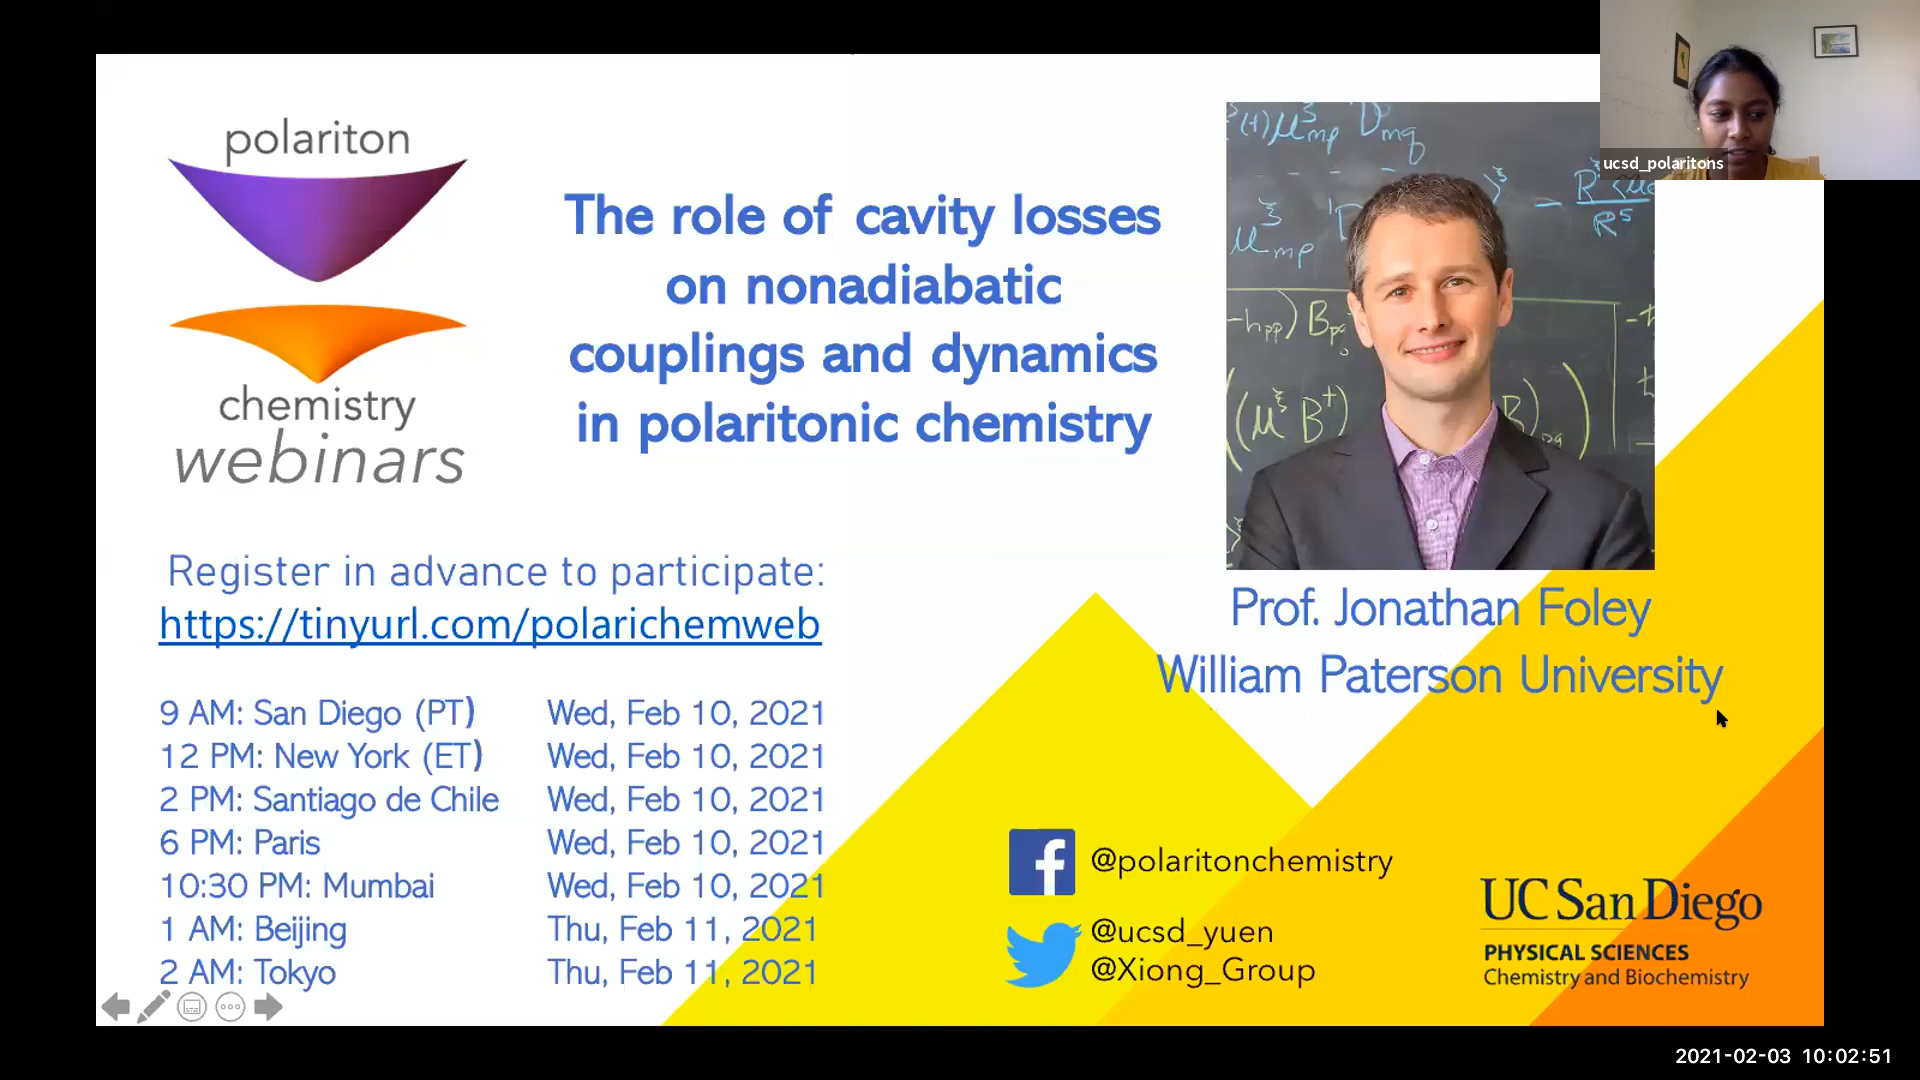 polariton
chemistry
webinars
The role of cavity losses
on nonadiabatic
couplings and dynamics
in polaritonic chemistry
ucsd_polaritons
Register in advance to participate:
https://tinyurl.com/polarichemweb
9 AM: San Diego (PT) Wed, Feb 10, 2021
12 PM: New York (ET) Wed, Feb 10, 2021
2 PM: Santiago de Chile Wed, Feb 10, 2021
6 PM: Paris Wed, Feb 10, 2021
10:30 PM: Mumbai Wed, Feb 10, 2021
1 AM: Beijing Thu, Feb 11, 2021
2 AM: Tokyo Thu, Feb 11, 2021
Prof. Jonathan Foley
William Paterson University
@polaritonchemistry
@ucsd_yuen
@Xiong_Group
UC San Diego
PHYSICAL SCIENCES
Chemistry and Biochemistry
2021-02-03 10:02:51